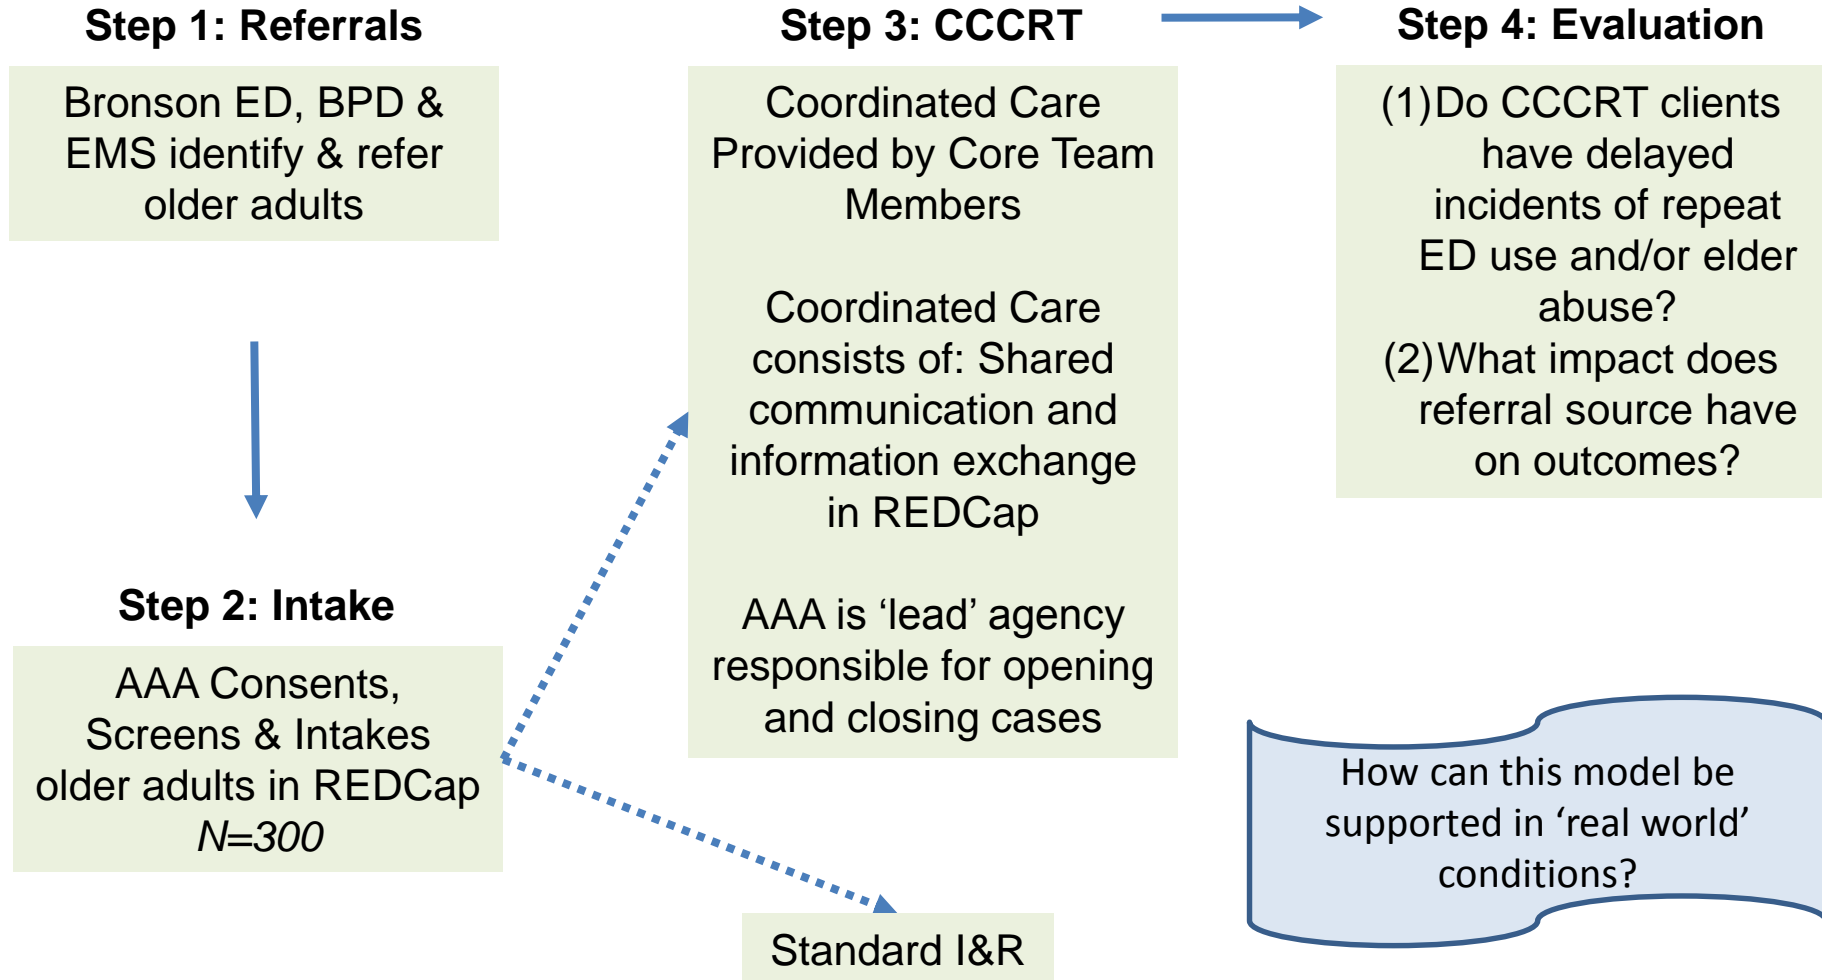 Step 1: Referrals
Bronson ED, BPD &
EMS identify & refer
older adults
Step 2: Intake
AAA Consents,
Screens & Intakes
older adults in REDCap
N=300
Step 3: CCCRT
Coordinated Care
Provided by Core Team
Members
Coordinated Care
consists of: Shared
communication and
information exchange
in REDCap
AAA is ‘lead’ agency
responsible for opening
and closing cases
Standard I&R
Step 4: Evaluation
(1)Do CCCRT clients
have delayed
incidents of repeat
ED use and/or elder
abuse?
(2)What impact does
referral source have
on outcomes?
How can this model be
supported in ‘real world’
conditions?